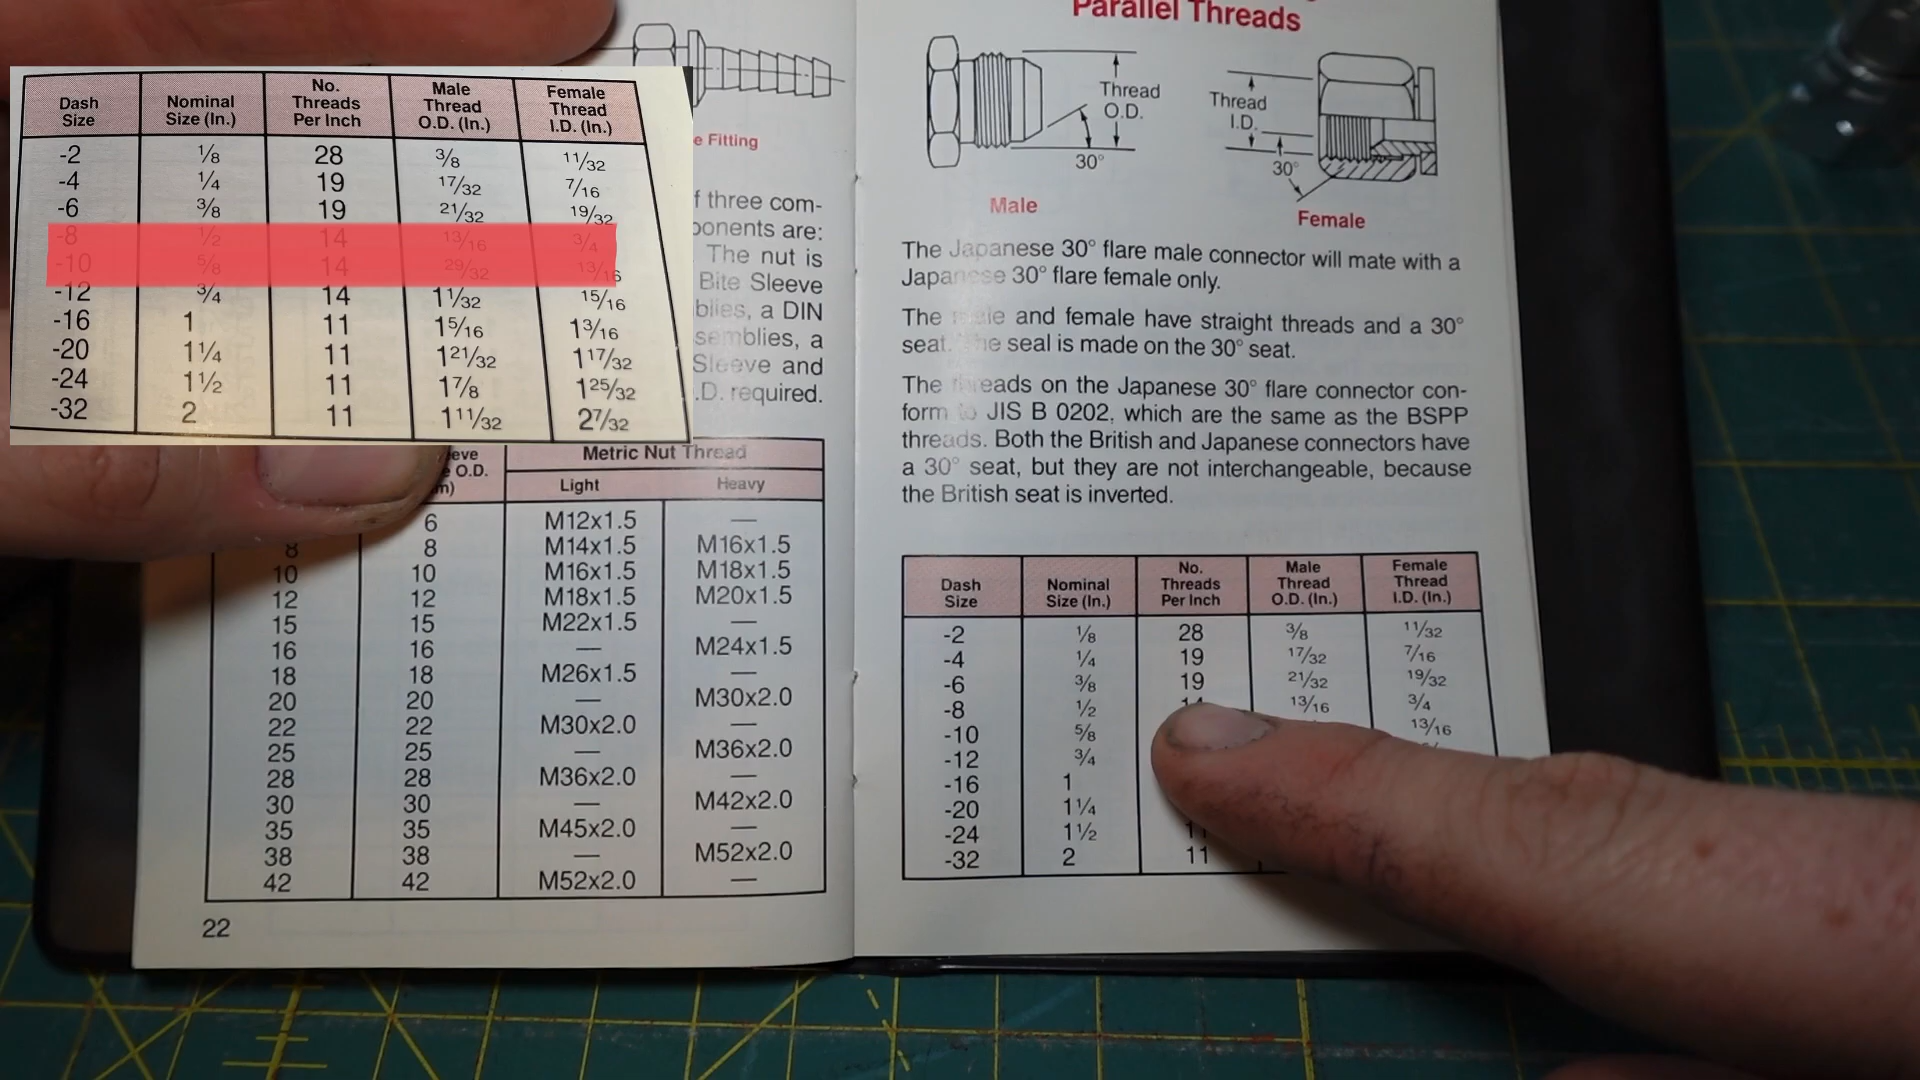 Dash Size | Nominal Size (In.) | No. Threads Per Inch | Male Thread O.D. (In.) | Female Thread I.D. (In.)
-2 1/8 28 3/8 11/32
-4 1/4 19 17/32 7/16
-6 3/8 19 21/32 19/32
-8 1/2 14 13/16 3/4
-10 5/8 14 29/32 13/16
-12 3/4 14 1 1/32 15/16
-16 1 11 1 5/16 1 3/16
-20 1 1/4 11 1 21/32 1 17/32
-24 1 1/2 11 1 7/8 1 25/32
-32 2 11 1 11/32 2 7/32
Fitting
three com-
ponents are:
The nut is
Bite Sleeve
a DIN
semblies, a
Sleeve and
required.
O.D. | Metric Nut Thread
Light | Heavy
6 M12x1.5 —
8 8 M14x1.5 M16x1.5
10 10 M16x1.5 M18x1.5
12 12 M18x1.5 M20x1.5
15 15 M22x1.5 —
16 16 — M24x1.5
18 18 M26x1.5 —
20 20 — M30x2.0
22 22 M30x2.0 —
25 25 — M36x2.0
28 28 M36x2.0 —
30 30 — M42x2.0
35 35 M45x2.0 —
38 38 — M52x2.0
42 42 M52x2.0 —
22
Parallel Threads
Thread O.D.
30°
Male
Thread I.D.
30°
Female
The Japanese 30° flare male connector will mate with a
Japanese 30° flare female only.
The male and female have straight threads and a 30°
seat. The seal is made on the 30° seat.
The threads on the Japanese 30° flare connector con-
form to JIS B 0202, which are the same as the BSPP
threads. Both the British and Japanese connectors have
a 30° seat, but they are not interchangeable, because
the British seat is inverted.
Dash Size | Nominal Size (In.) | No. Threads Per Inch | Male Thread O.D. (In.) | Female Thread I.D. (In.)
-2 1/8 28 3/8 11/32
-4 1/4 19 17/32 7/16
-6 3/8 19 21/32 19/32
-8 1/2 14 13/16 3/4
-10 5/8 13/16
-12 3/4
-16 1
-20 1 1/4
-24 1 1/2 11
-32 2 11